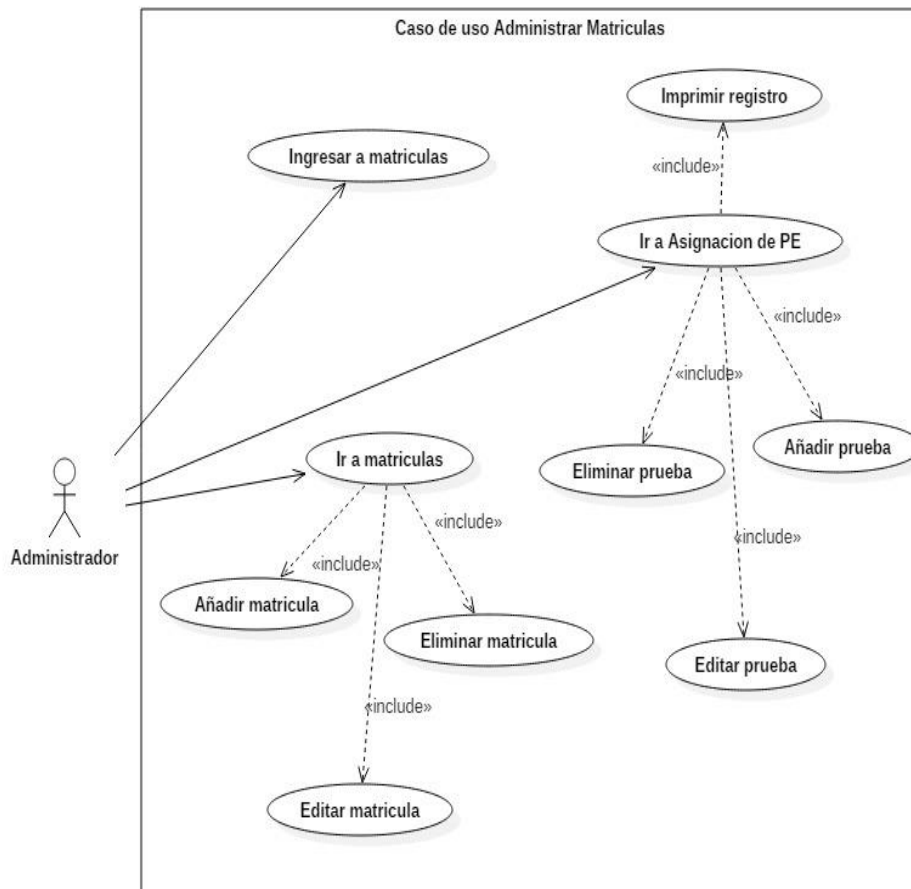 Caso de uso Administrar Matriculas
Imprimir registro
Ingresar a matriculas
«include»
Ir a Asignacion de PE
«include»
«include»
Ir a matriculas
Añadir prueba
Eliminar prueba
«include»
«include»
«include»
Administrador
Añadir matricula
Eliminar matricula
Editar prueba
«include»
Editar matricula